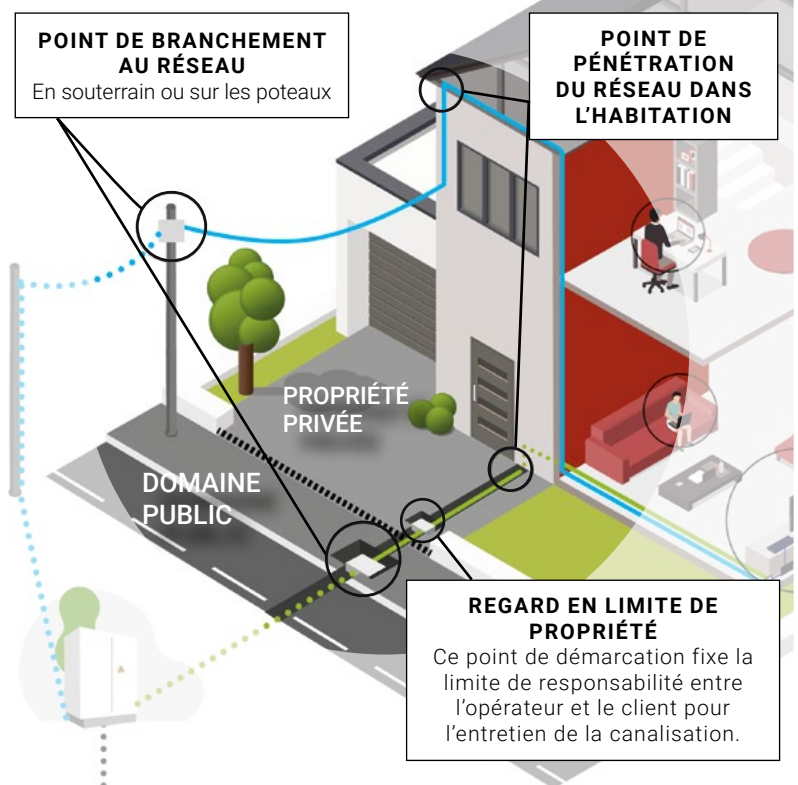 POINT DE BRANCHEMENT
AU RÉSEAU
En souterrain ou sur les poteaux
POINT DE
PÉNÉTRATION
DU RÉSEAU DANS
L’HABITATION
PROPRIÉTÉ
PRIVÉE
DOMAINE
PUBLIC
REGARD EN LIMITE DE
PROPRIÉTÉ
Ce point de démarcation fixe la
limite de responsabilité entre
l’opérateur et le client pour
l’entretien de la canalisation.